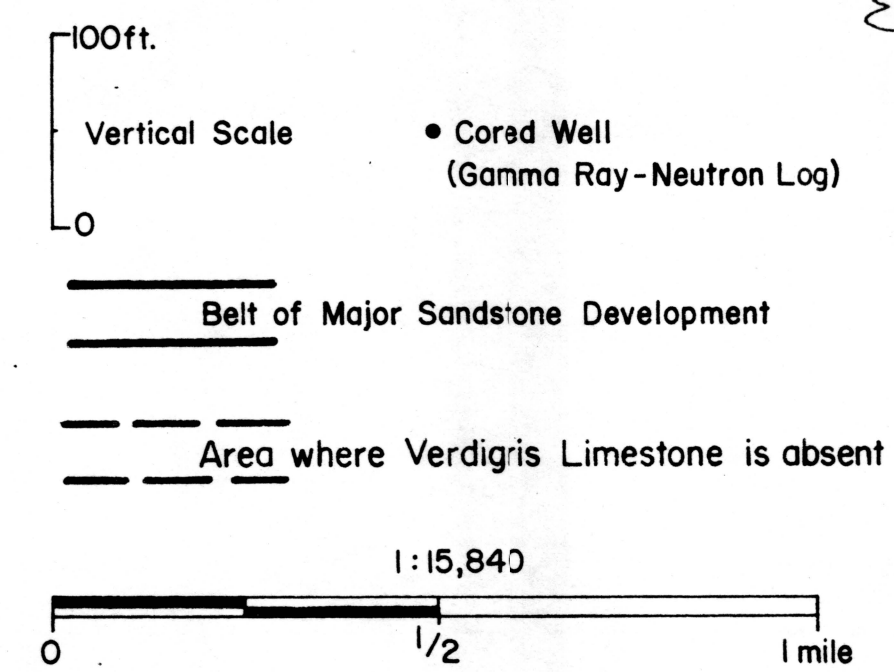 100ft.
Vertical Scale
0
• Cored Well
(Gamma Ray-Neutron Log)
Belt of Major Sandstone Development
Area where Verdigris Limestone is absent
1:15,840
0 1/2 1 mile